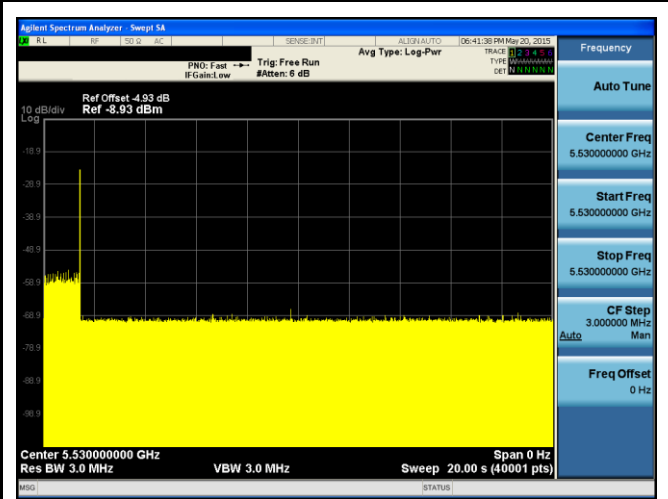 Agilent Spectrum Analyzer - Swept SA
RL RF 50 Ω AC SENSE:INT ALIGN AUTO 06:41:38 PM May 20, 2015
Frequency
Avg Type: Log-Pwr
TRACE 1 2 3 4 5 6
PNO: Fast Trig: Free Run
TYPE
IFGain:Low #Atten: 6 dB
DET N N N N N N
Auto Tune
Ref Offset -4.93 dB
10 dB/div Ref -8.93 dBm
Log
-18.9
-28.9
-38.9
-48.9
-58.9
-68.9
-78.9
-88.9
-98.9
Center Freq
5.530000000 GHz
Start Freq
5.530000000 GHz
Stop Freq
5.530000000 GHz
CF Step
3.000000 MHz
Auto Man
Freq Offset
0 Hz
Center 5.530000000 GHz Span 0 Hz
Res BW 3.0 MHz VBW 3.0 MHz Sweep 20.00 s (40001 pts)
MSG STATUS